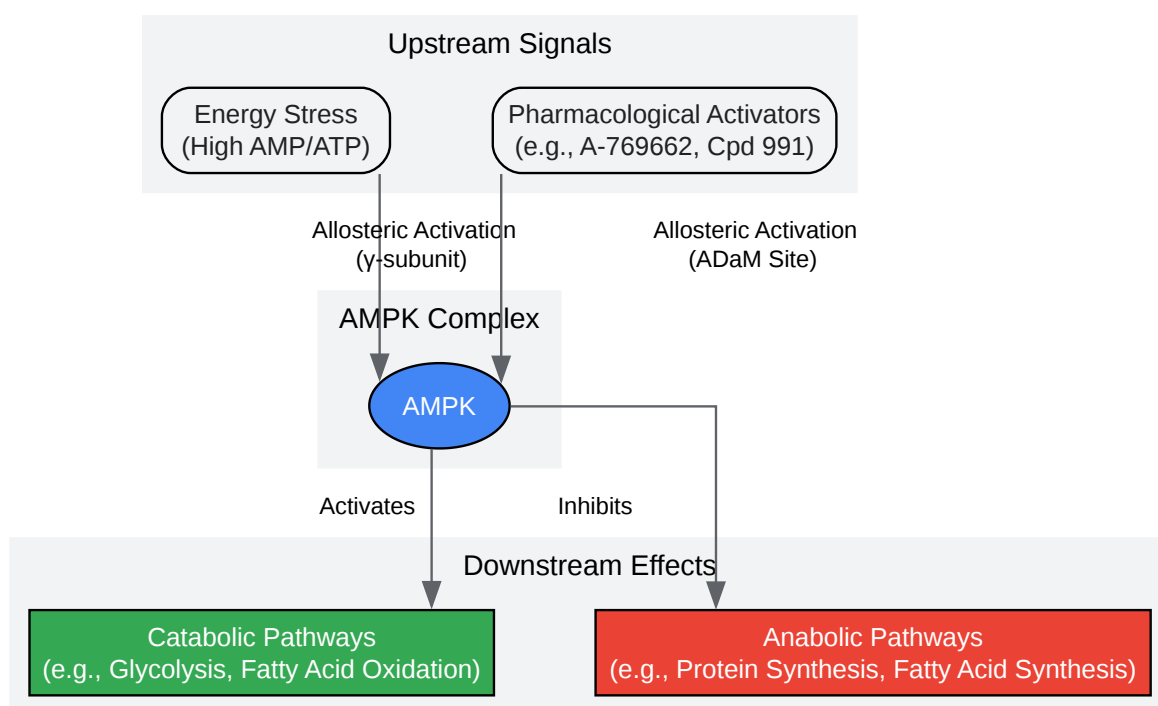 Upstream Signals
Energy Stress
(High AMP/ATP)
Pharmacological Activators
(e.g., A-769662, Cpd 991)
Allosteric Activation
(γ-subunit)
Allosteric Activation
(ADaM Site)
AMPK Complex
AMPK
Activates
Inhibits
Downstream Effects
Catabolic Pathways
(e.g., Glycolysis, Fatty Acid Oxidation)
Anabolic Pathways
(e.g., Protein Synthesis, Fatty Acid Synthesis)